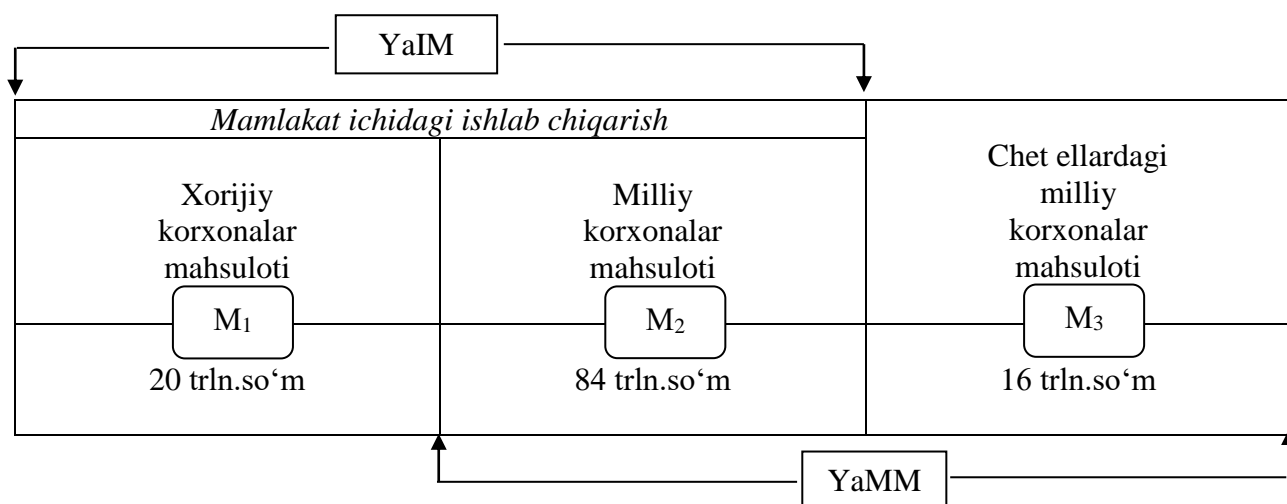 YaIM
Mamlakat ichidagi ishlab chiqarish
Xorijiy
korxonalar
mahsuloti
M₁
20 trln.so‘m
Milliy
korxonalar
mahsuloti
M₂
84 trln.so‘m
Chet ellardagi
milliy
korxonalar
mahsuloti
M₃
16 trln.so‘m
YaMM